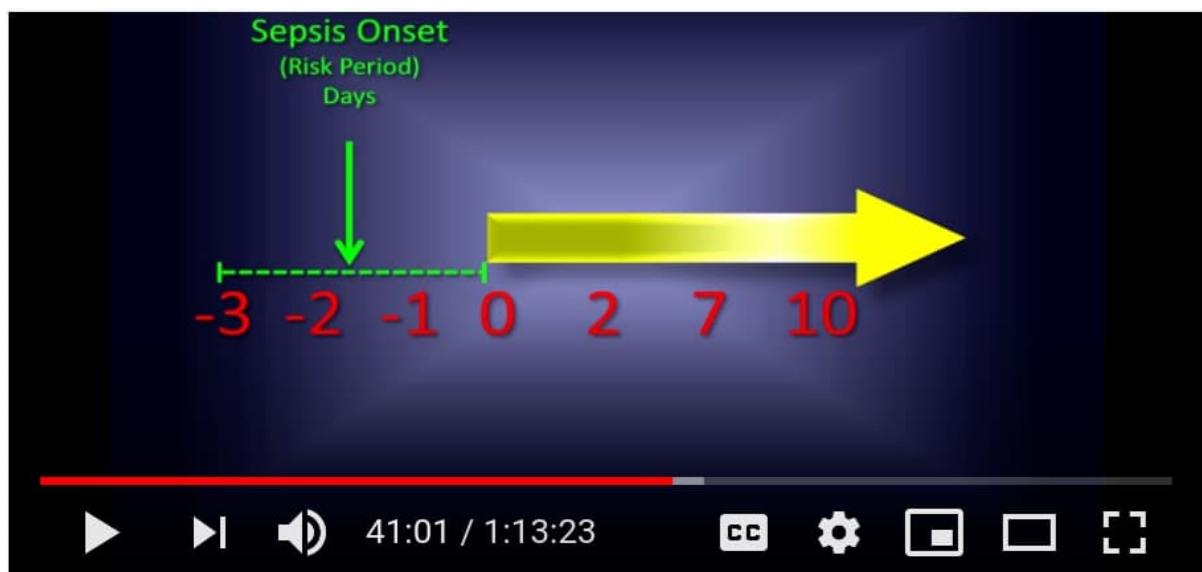 Sepsis Onset
(Risk Period)
Days
-3 -2 -1 0 2 7 10
41:01 / 1:13:23
CC